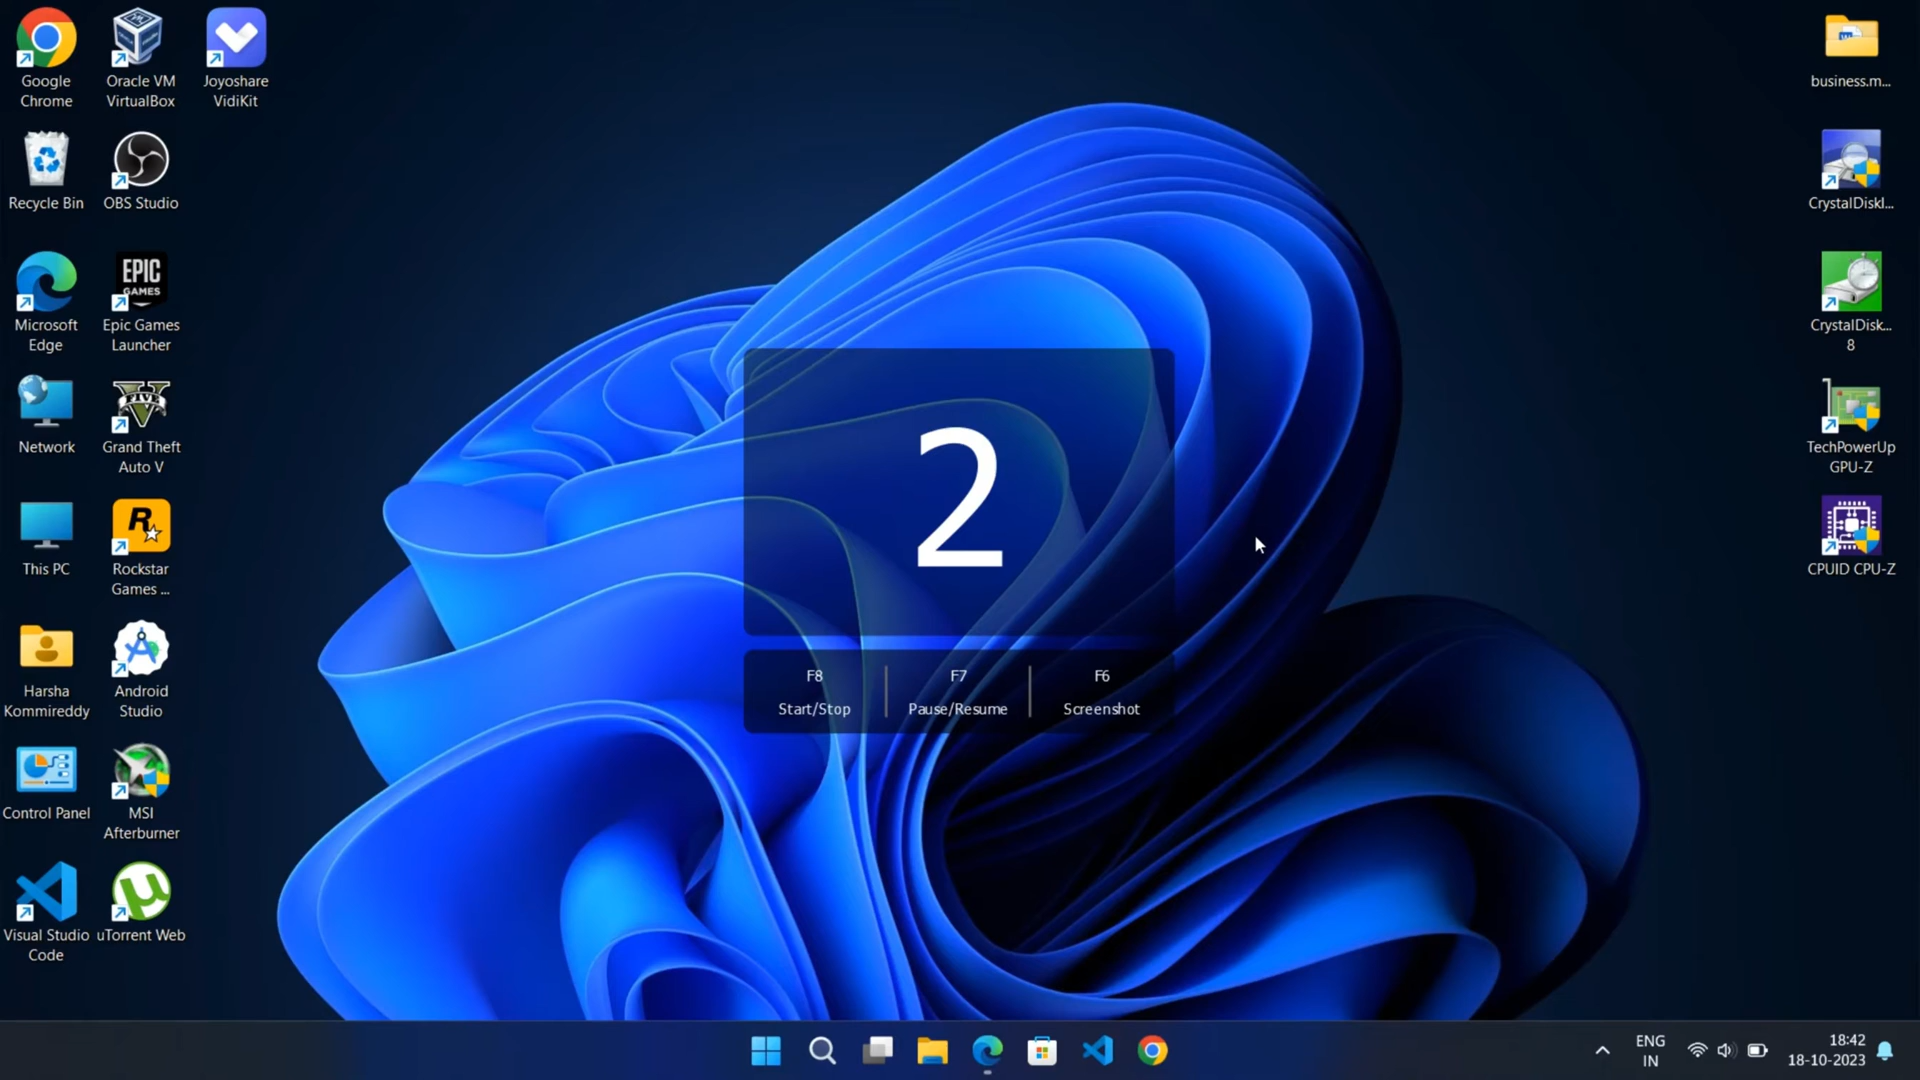 Google
Chrome
Oracle VM
VirtualBox
Joyoshare
VidiKit
Recycle Bin
OBS Studio
Microsoft
Edge
EPIC
GAMES
Epic Games
Launcher
Network
FIVE
Grand Theft
Auto V
This PC
R
Rockstar
Games ...
Harsha
Kommireddy
Android
Studio
Control Panel
MSI
Afterburner
Visual Studio
Code
uTorrent Web
business.m...
CrystalDiskI...
CrystalDisk...
8
TechPowerUp
GPU-Z
CPUID CPU-Z
2
F8
Start/Stop
F7
Pause/Resume
F6
Screenshot
ENG
IN
18:42
18-10-2023